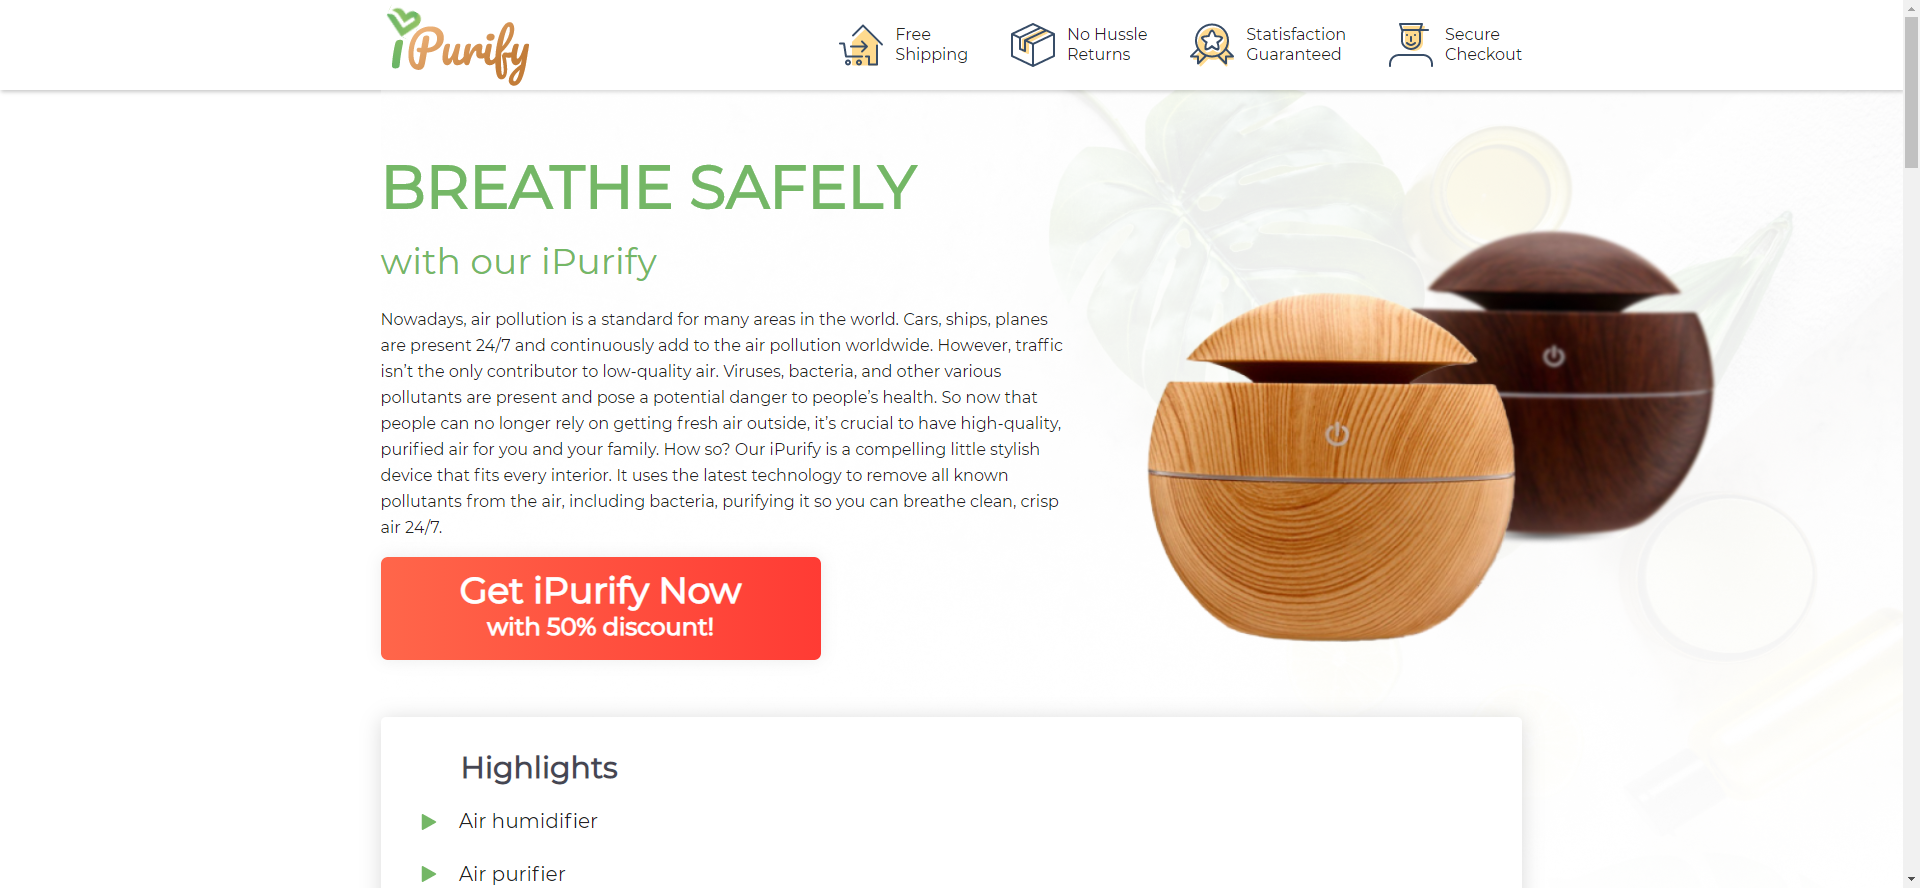 iPurify
Free
Shipping
No Hussle
Returns
Statisfaction
Guaranteed
Secure
Checkout
BREATHE SAFELY
with our iPurify
Nowadays, air pollution is a standard for many areas in the world. Cars, ships, planes
are present 24/7 and continuously add to the air pollution worldwide. However, traffic
isn’t the only contributor to low-quality air. Viruses, bacteria, and other various
pollutants are present and pose a potential danger to people’s health. So now that
people can no longer rely on getting fresh air outside, it’s crucial to have high-quality,
purified air for you and your family. How so? Our iPurify is a compelling little stylish
device that fits every interior. It uses the latest technology to remove all known
pollutants from the air, including bacteria, purifying it so you can breathe clean, crisp
air 24/7.
Get iPurify Now
with 50% discount!
Highlights
Air humidifier
Air purifier